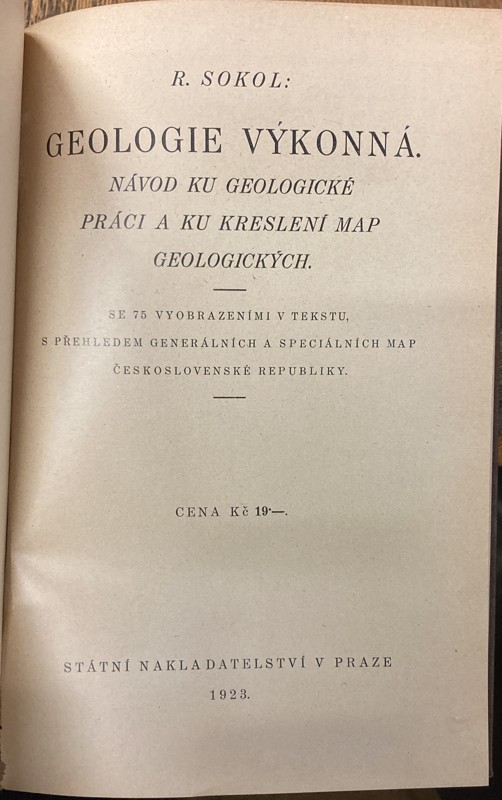 R. SOKOL:
GEOLOGIE VÝKONNÁ.
NÁVOD KU GEOLOGICKÉ
PRÁCI A KU KRESLENÍ MAP
GEOLOGICKÝCH.
SE 75 VYOBRAZENÍMI V TEKSTU,
S PŘEHLEDEM GENERÁLNÍCH A SPECIÁLNÍCH MAP
ČESKOSLOVENSKÉ REPUBLIKY.
CENA Kč 19·—.
STÁTNÍ NAKLADATELSTVÍ V PRAZE
1923.